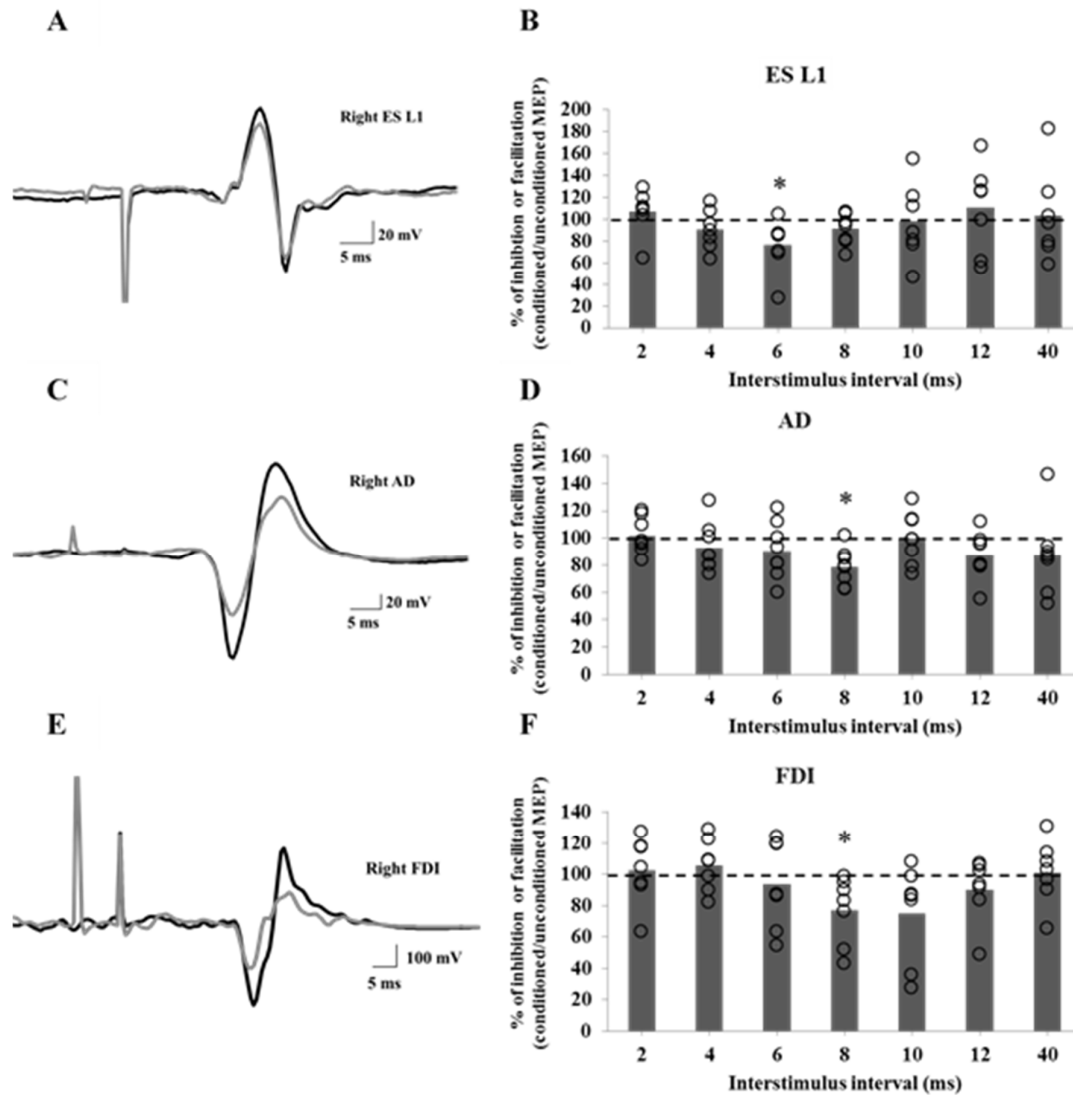 A
B
Right ES L1
20 mV
5 ms
ES L1
% of inhibtion or facilitation
(conditioned/unconditioned MEP)
200
180
160
140
120
100
80
60
40
20
0
*
2 4 6 8 10 12 40
Interstimulus interval (ms)
C
D
Right AD
20 mV
5 ms
AD
% of inhibition or facilitation
(conditioned/unconditioned MEP)
160
140
120
100
80
60
40
20
0
*
2 4 6 8 10 12 40
Interstimulus interval (ms)
E
F
Right FDI
100 mV
5 ms
FDI
% of inhibition or facilitation
(conditioned/unconditioned MEP)
140
120
100
80
60
40
20
0
*
2 4 6 8 10 12 40
Interstimulus interval (ms)